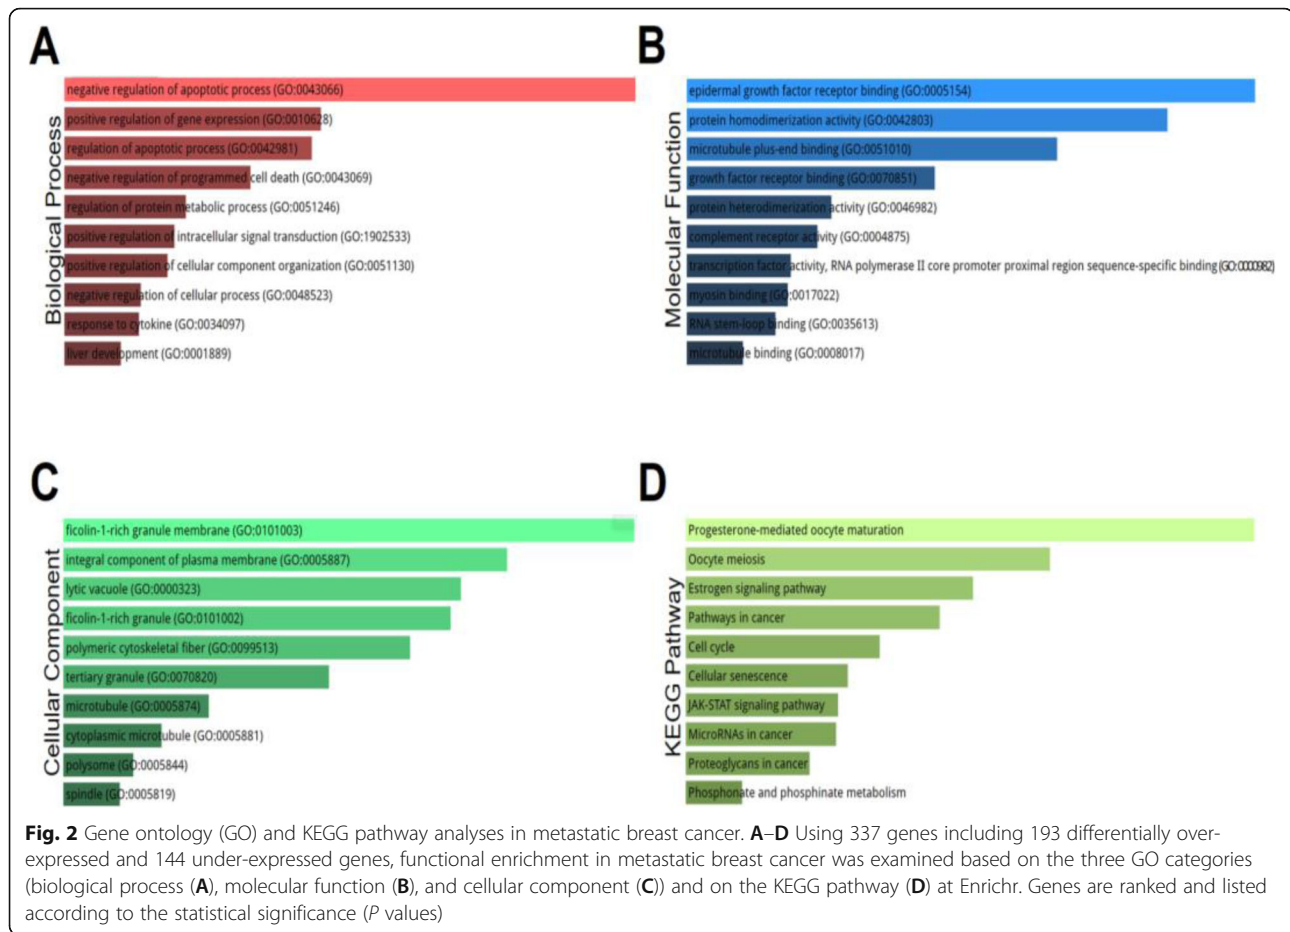 A
Biological Process
negative regulation of apoptotic process (GO:0043066)
positive regulation of gene expression (GO:0010628)
regulation of apoptotic process (GO:0042981)
negative regulation of programmed cell death (GO:0043069)
regulation of protein metabolic process (GO:0051246)
positive regulation of intracellular signal transduction (GO:1902533)
positive regulation of cellular component organization (GO:0051130)
negative regulation of cellular process (GO:0048523)
response to cytokine (GO:0034097)
liver development (GO:0001889)
B
Molecular Function
epidermal growth factor receptor binding (GO:0005154)
protein homodimerization activity (GO:0042803)
microtubule plus-end binding (GO:0051010)
growth factor receptor binding (GO:0070851)
protein heterodimerization activity (GO:0046982)
complement receptor activity (GO:0004875)
transcription factor activity, RNA polymerase II core promoter proximal region sequence-specific binding (GO:0000982)
myosin binding (GO:0017022)
RNA stem-loop binding (GO:0035613)
microtubule binding (GO:0008017)
C
Cellular Component
ficolin-1-rich granule membrane (GO:0101003)
integral component of plasma membrane (GO:0005887)
lytic vacuole (GO:0000323)
ficolin-1-rich granule (GO:0101002)
polymeric cytoskeletal fiber (GO:0099513)
tertiary granule (GO:0070820)
microtubule (GO:0005874)
cytoplasmic microtubule (GO:0005881)
polysome (GO:0005844)
spindle (GO:0005819)
D
KEGG Pathway
Progesterone-mediated oocyte maturation
Oocyte meiosis
Estrogen signaling pathway
Pathways in cancer
Cell cycle
Cellular senescence
JAK-STAT signaling pathway
MicroRNAs in cancer
Proteoglycans in cancer
Phosphonate and phosphinate metabolism
Fig. 2 Gene ontology (GO) and KEGG pathway analyses in metastatic breast cancer. A–D Using 337 genes including 193 differentially over-
expressed and 144 under-expressed genes, functional enrichment in metastatic breast cancer was examined based on the three GO categories
(biological process (A), molecular function (B), and cellular component (C)) and on the KEGG pathway (D) at Enrichr. Genes are ranked and listed
according to the statistical significance (P values)